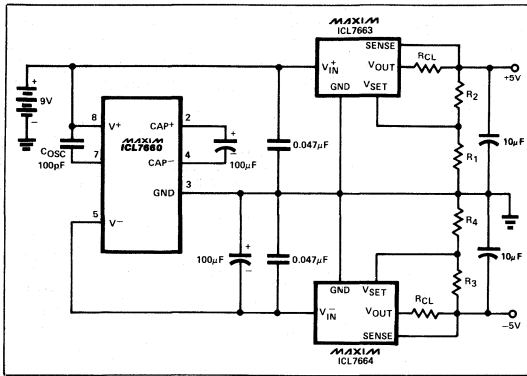 MAXIM
ICL7663
SENSE
V+IN
VOUT
RCL
+5V
GND
VSET
R2
+
9V
−
8
V+
CAP+
2
MAXIM
ICL7660
+
COSC
100pF
7
CAP−
4
−
100μF
0.047μF
R1
10μF
GND
3
5
V−
R4
100μF
+
−
0.047μF
R3
10μF
GND
VSET
V−IN
VOUT
RCL
−5V
SENSE
MAXIM
ICL7664